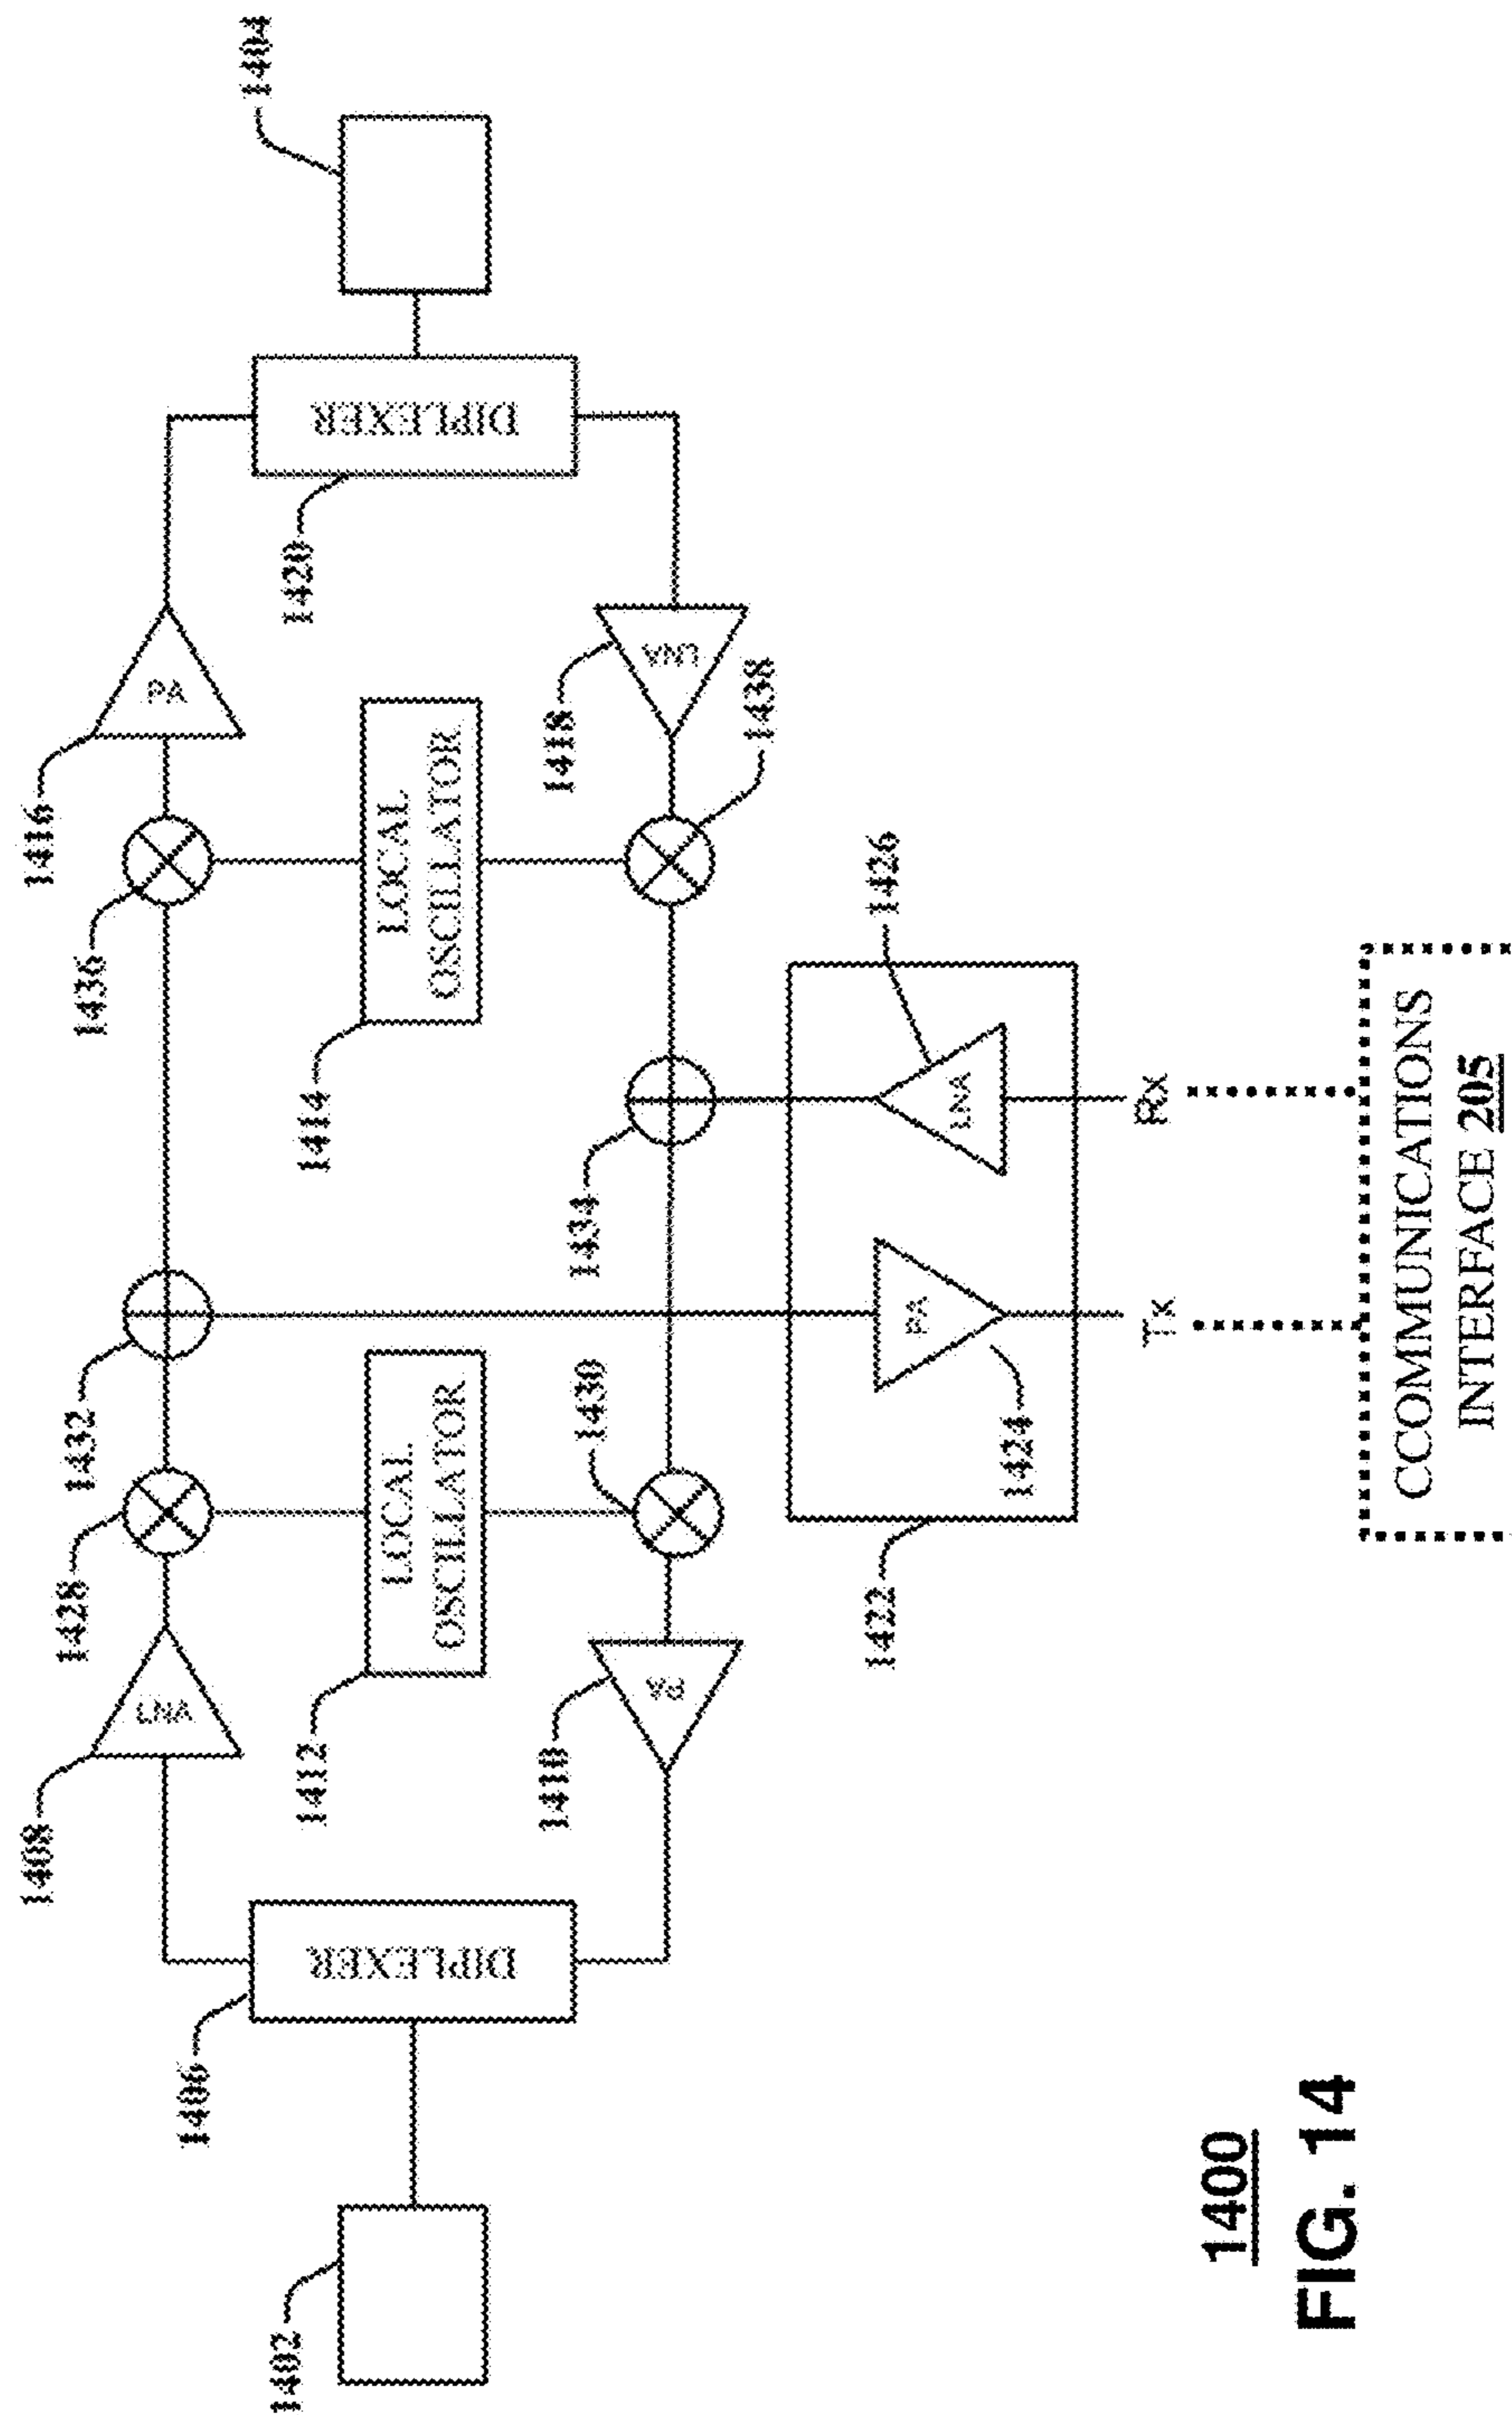 1404
1416
PA
1420
DIPLEXER
1436
LOCAL
OSCILLATOR
1414
1418
LNA
1438
1432
1434
1426
LNA
RX
1428
LOCAL
OSCILLATOR
1412
1430
PA
1424
TX
1422
CCOMMUNICATIONS
INTERFACE 205
1408
LNA
1410
PA
1406
DIPLEXER
1402
1400
FIG. 14